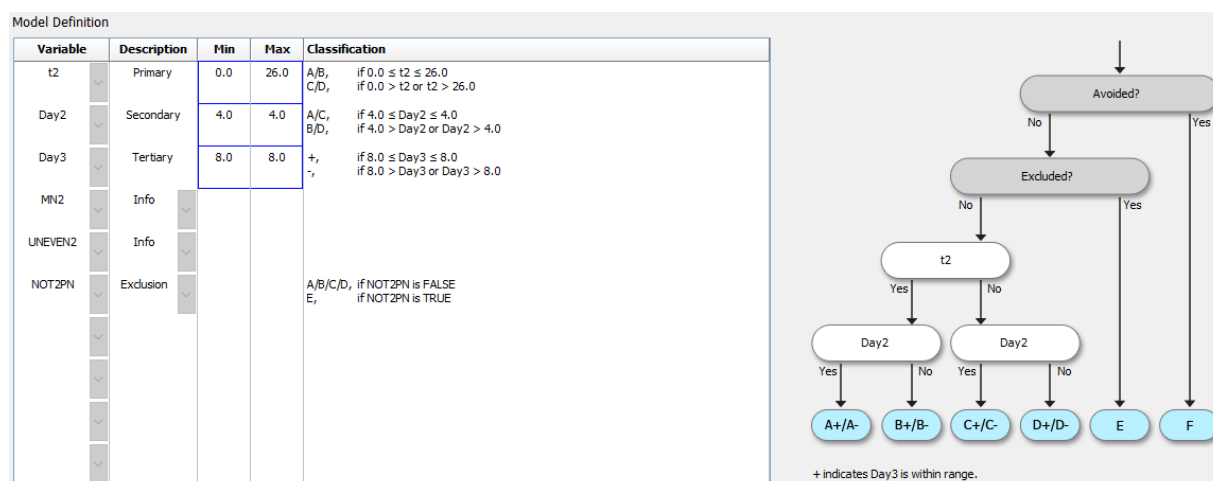 Model Definition
Variable Description Min Max Classification
t2 Primary 0.0 26.0 A/B, if 0.0 ≤ t2 ≤ 26.0
C/D, if 0.0 > t2 or t2 > 26.0
Day2 Secondary 4.0 4.0 A/C, if 4.0 ≤ Day2 ≤ 4.0
B/D, if 4.0 > Day2 or Day2 > 4.0
Day3 Tertiary 8.0 8.0 +, if 8.0 ≤ Day3 ≤ 8.0
-, if 8.0 > Day3 or Day3 > 8.0
MN2 Info
UNEVEN2 Info
NOT2PN Exclusion A/B/C/D, if NOT2PN is FALSE
E, if NOT2PN is TRUE
Avoided?
No Yes
Excluded?
No Yes
t2
Yes No
Day2 Day2
Yes No Yes No
A+/A- B+/B- C+/C- D+/D- E F
+ indicates Day3 is within range.